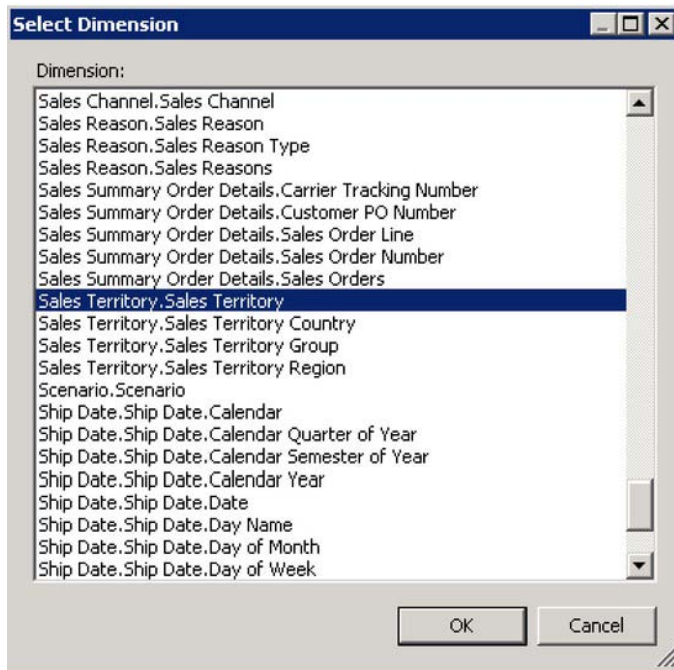 Select Dimension
Dimension:
Sales Channel.Sales Channel
Sales Reason.Sales Reason
Sales Reason.Sales Reason Type
Sales Reason.Sales Reasons
Sales Summary Order Details.Carrier Tracking Number
Sales Summary Order Details.Customer PO Number
Sales Summary Order Details.Sales Order Line
Sales Summary Order Details.Sales Order Number
Sales Summary Order Details.Sales Orders
Sales Territory.Sales Territory
Sales Territory.Sales Territory Country
Sales Territory.Sales Territory Group
Sales Territory.Sales Territory Region
Scenario.Scenario
Ship Date.Ship Date.Calendar
Ship Date.Ship Date.Calendar Quarter of Year
Ship Date.Ship Date.Calendar Semester of Year
Ship Date.Ship Date.Calendar Year
Ship Date.Ship Date.Date
Ship Date.Ship Date.Day Name
Ship Date.Ship Date.Day of Month
Ship Date.Ship Date.Day of Week
OK Cancel